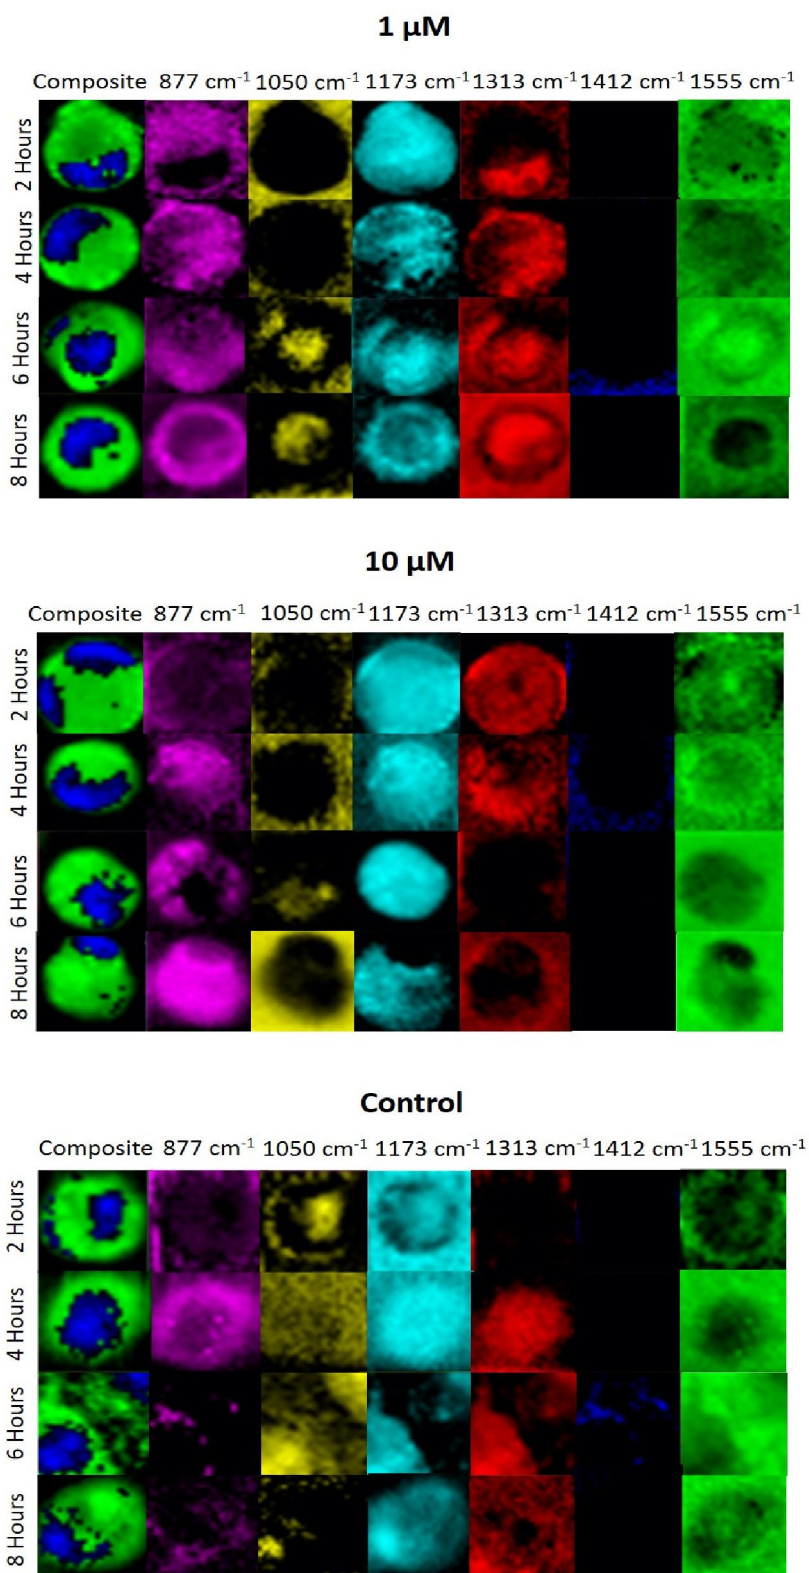 1 µM
Composite 877 cm⁻¹ 1050 cm⁻¹ 1173 cm⁻¹ 1313 cm⁻¹ 1412 cm⁻¹ 1555 cm⁻¹
2 Hours
4 Hours
6 Hours
8 Hours
10 µM
Composite 877 cm⁻¹ 1050 cm⁻¹ 1173 cm⁻¹ 1313 cm⁻¹ 1412 cm⁻¹ 1555 cm⁻¹
2 Hours
4 Hours
6 Hours
8 Hours
Control
Composite 877 cm⁻¹ 1050 cm⁻¹ 1173 cm⁻¹ 1313 cm⁻¹ 1412 cm⁻¹ 1555 cm⁻¹
2 Hours
4 Hours
6 Hours
8 Hours